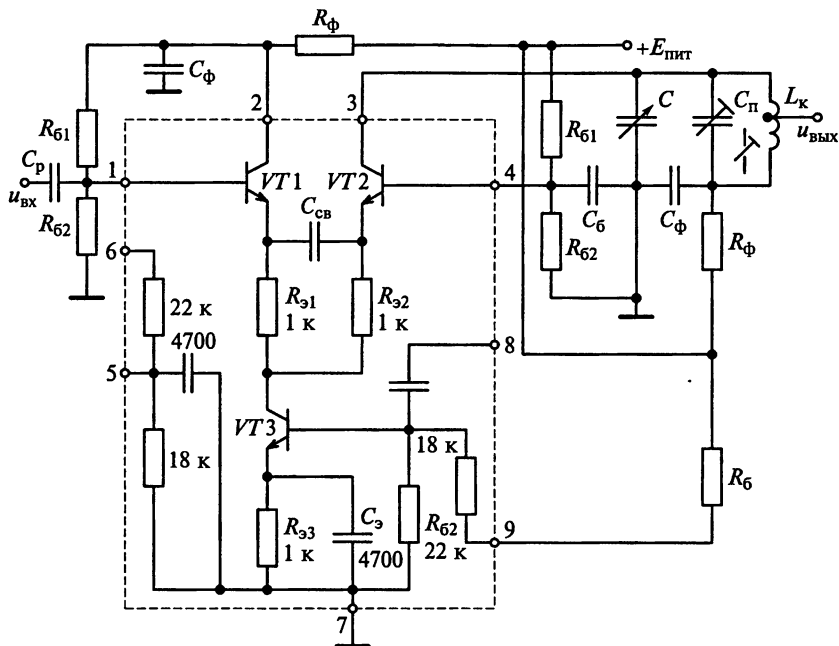 R_ф
+E_пит
C_ф
2
3
C
C_п
L_к
R_б1
R_б1
u_вых
C_р
1
VT1
VT2
4
u_вх
C_св
C_б
C_ф
R_б2
6
R_б2
R_ф
22 к
R_э1
1 к
R_э2
1 к
4700
8
5
VT3
18 к
18 к
R_б
R_э3
1 к
C_э
4700
R_б2
22 к
9
7